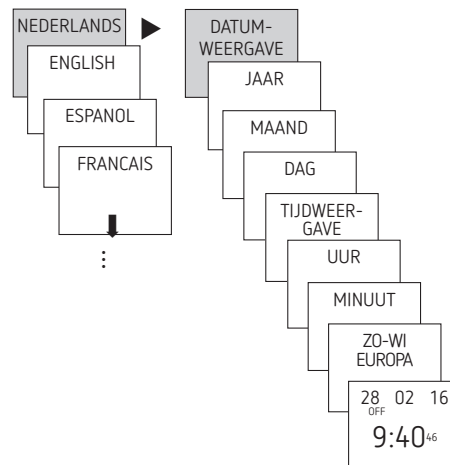 NEDERLANDS
ENGLISH
ESPANOL
FRANCAIS
⋮
DATUM-
WEERGAVE
JAAR
MAAND
DAG
TIJDWEER-
GAVE
UUR
MINUUT
ZO-WI
EUROPA
28 02 16
OFF
9:40 46